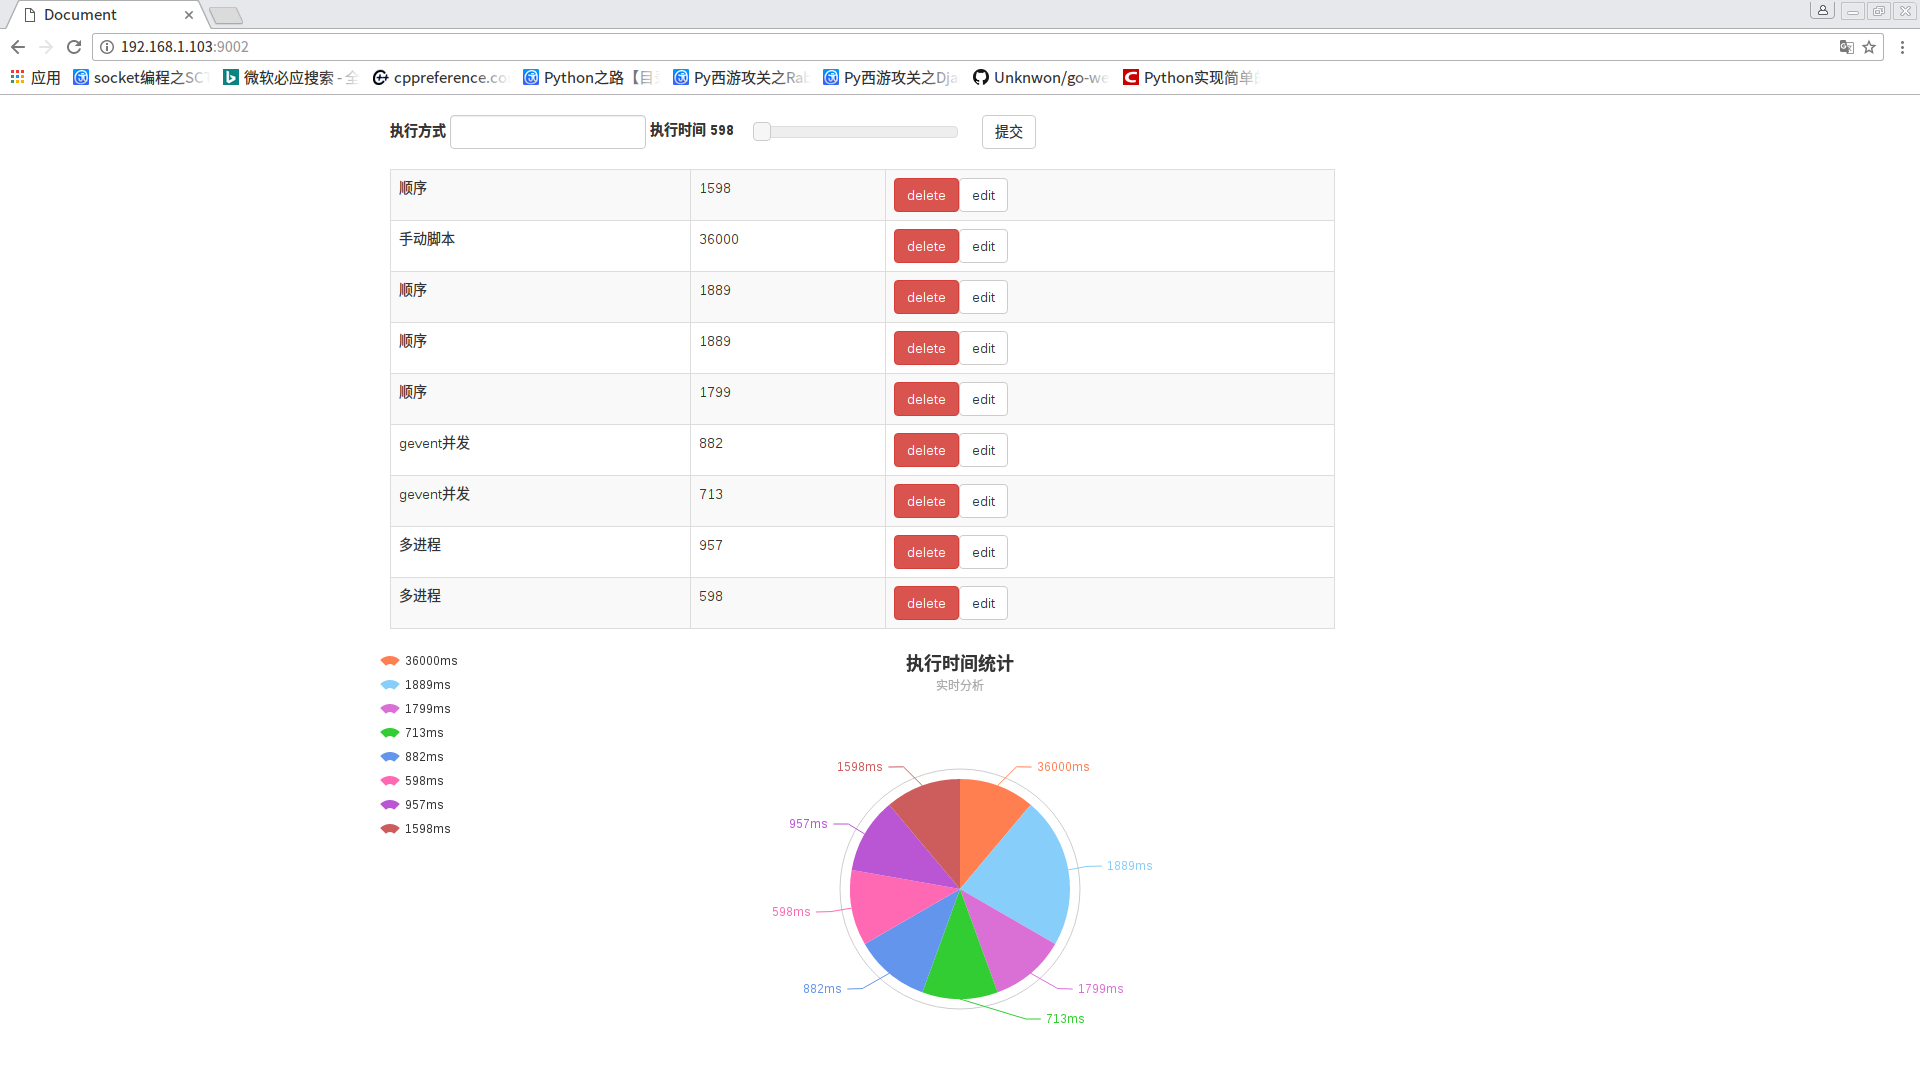 Document
192.168.1.103:9002
应用 socket编程之SCT 微软必应搜索 - 全 cppreference.co Python之路【目 Py西游攻关之Rab Py西游攻关之Dja Unknwon/go-we Python实现简单
执行方式 执行时间 598 提交
顺序 1598 delete edit
手动脚本 36000 delete edit
顺序 1889 delete edit
顺序 1889 delete edit
顺序 1799 delete edit
gevent并发 882 delete edit
gevent并发 713 delete edit
多进程 957 delete edit
多进程 598 delete edit
执行时间统计
实时分析
36000ms
1889ms
1799ms
713ms
882ms
598ms
957ms
1598ms
1598ms
36000ms
957ms
1889ms
598ms
882ms
1799ms
713ms